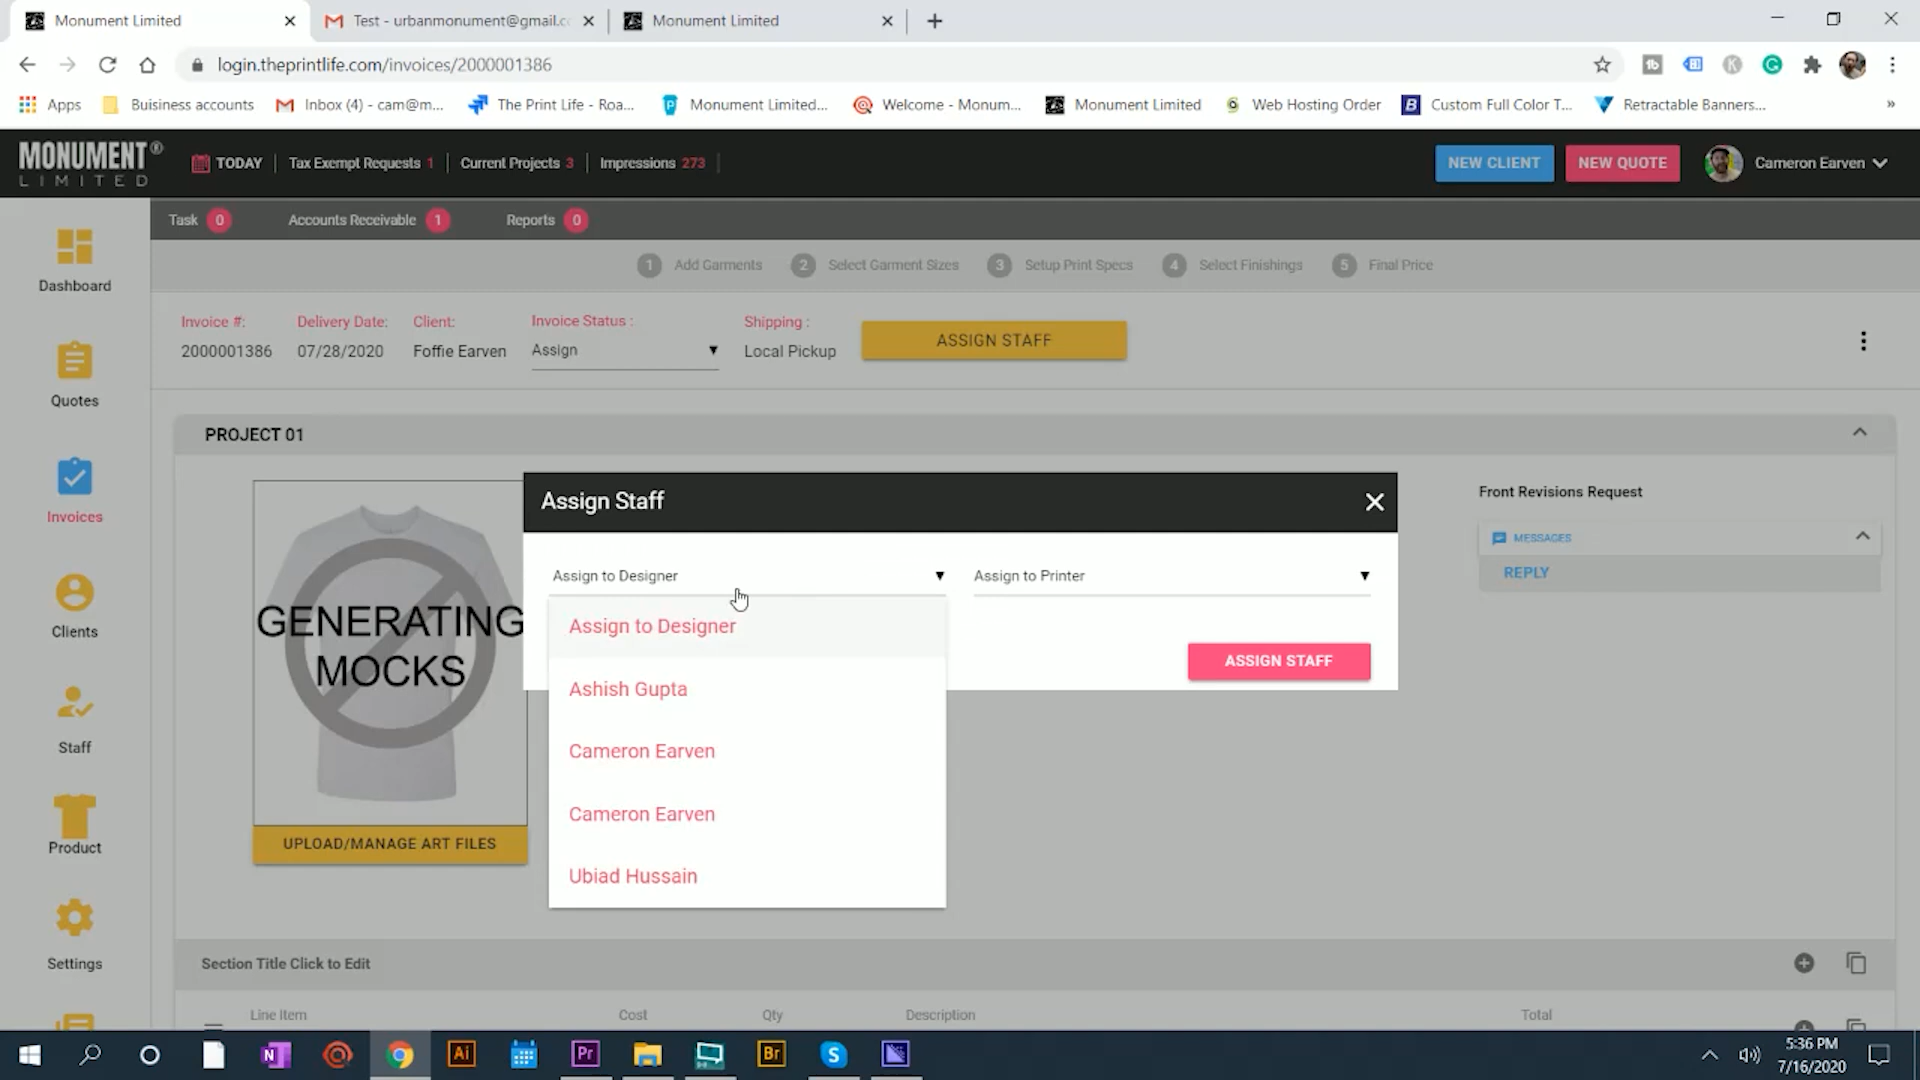 Monument Limited
Test - urbanmonument@gmail.c
Monument Limited
login.theprintlife.com/invoices/2000001386
Apps
Buisiness accounts
Inbox (4) - cam@m...
The Print Life - Roa...
Monument Limited...
Welcome - Monum...
Monument Limited
Web Hosting Order
Custom Full Color T...
Retractable Banners...
MONUMENT®
LIMITED
TODAY
Tax Exempt Requests 1
Current Projects 3
Impressions 273
NEW CLIENT
NEW QUOTE
Cameron Earven
Task 0
Accounts Receivable 1
Reports 0
1 Add Garments
2 Select Garment Sizes
3 Setup Print Specs
4 Select Finishings
5 Final Price
Dashboard
Quotes
Invoices
Clients
Staff
Product
Settings
Invoice #:
2000001386
Delivery Date:
07/28/2020
Client:
Foffie Earven
Invoice Status :
Assign
Shipping :
Local Pickup
ASSIGN STAFF
PROJECT 01
GENERATING
MOCKS
UPLOAD/MANAGE ART FILES
Assign Staff
Assign to Designer
Assign to Printer
Assign to Designer
Ashish Gupta
Cameron Earven
Cameron Earven
Ubiad Hussain
ASSIGN STAFF
Front Revisions Request
MESSAGES
REPLY
Section Title Click to Edit
Line Item
Cost
Qty
Description
Total
N
Ai
Pr
Br
S
5:36 PM
7/16/2020